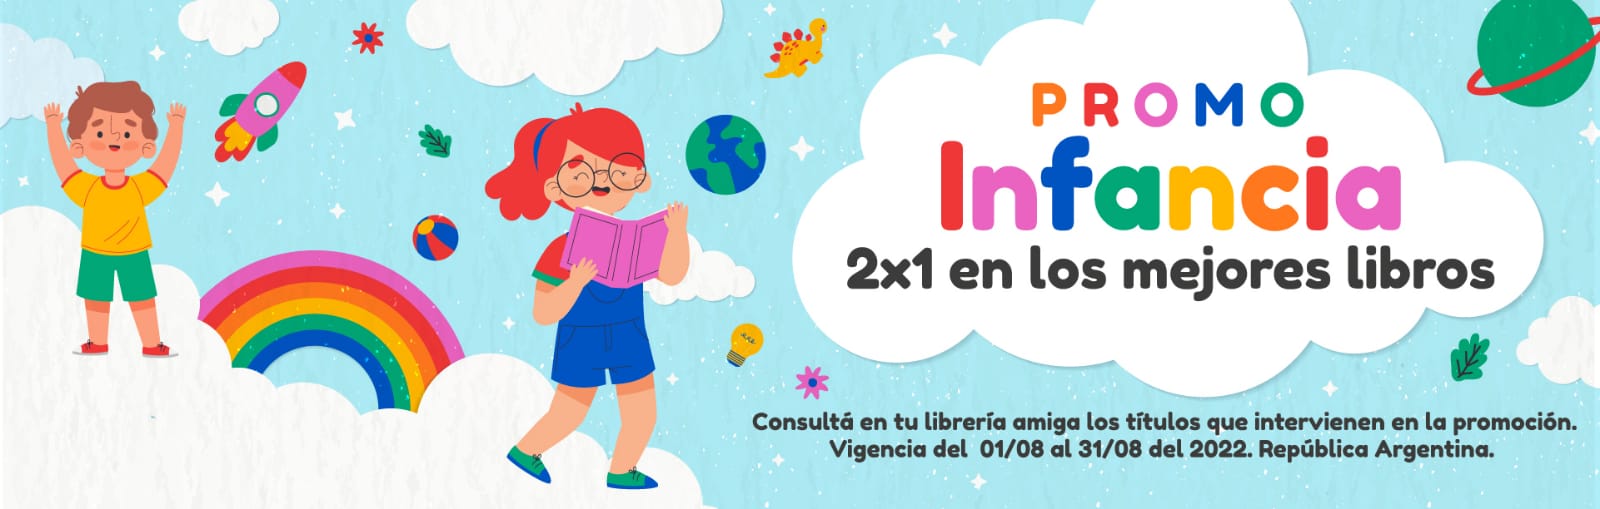 PROMO
Infancia
2x1 en los mejores libros
Consultá en tu librería amiga los títulos que intervienen en la promoción.
Vigencia del 01/08 al 31/08 del 2022. República Argentina.